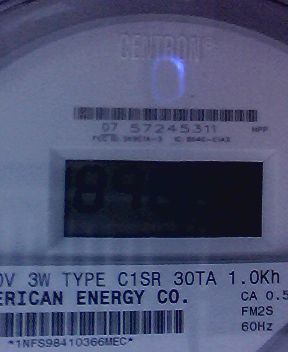 CENTRON®
07 57245311 MPP
0V 3W TYPE C1SR 30TA 1.0Kh
ERICAN ENERGY CO.
CA 0.5
FM2S
60Hz
*1NFS98410366MEC*